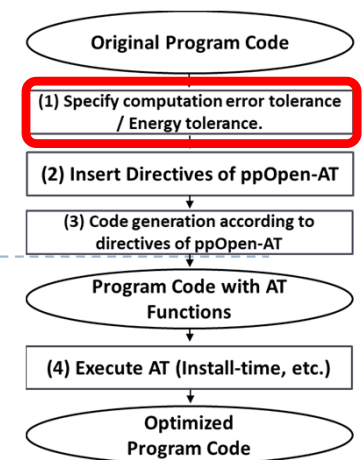 Original Program Code
(1) Specify computation error tolerance
/ Energy tolerance.
(2) Insert Directives of ppOpen-AT
(3) Code generation according to
directives of ppOpen-AT
Program Code with AT
Functions
(4) Execute AT (Install-time, etc.)
Optimized
Program Code